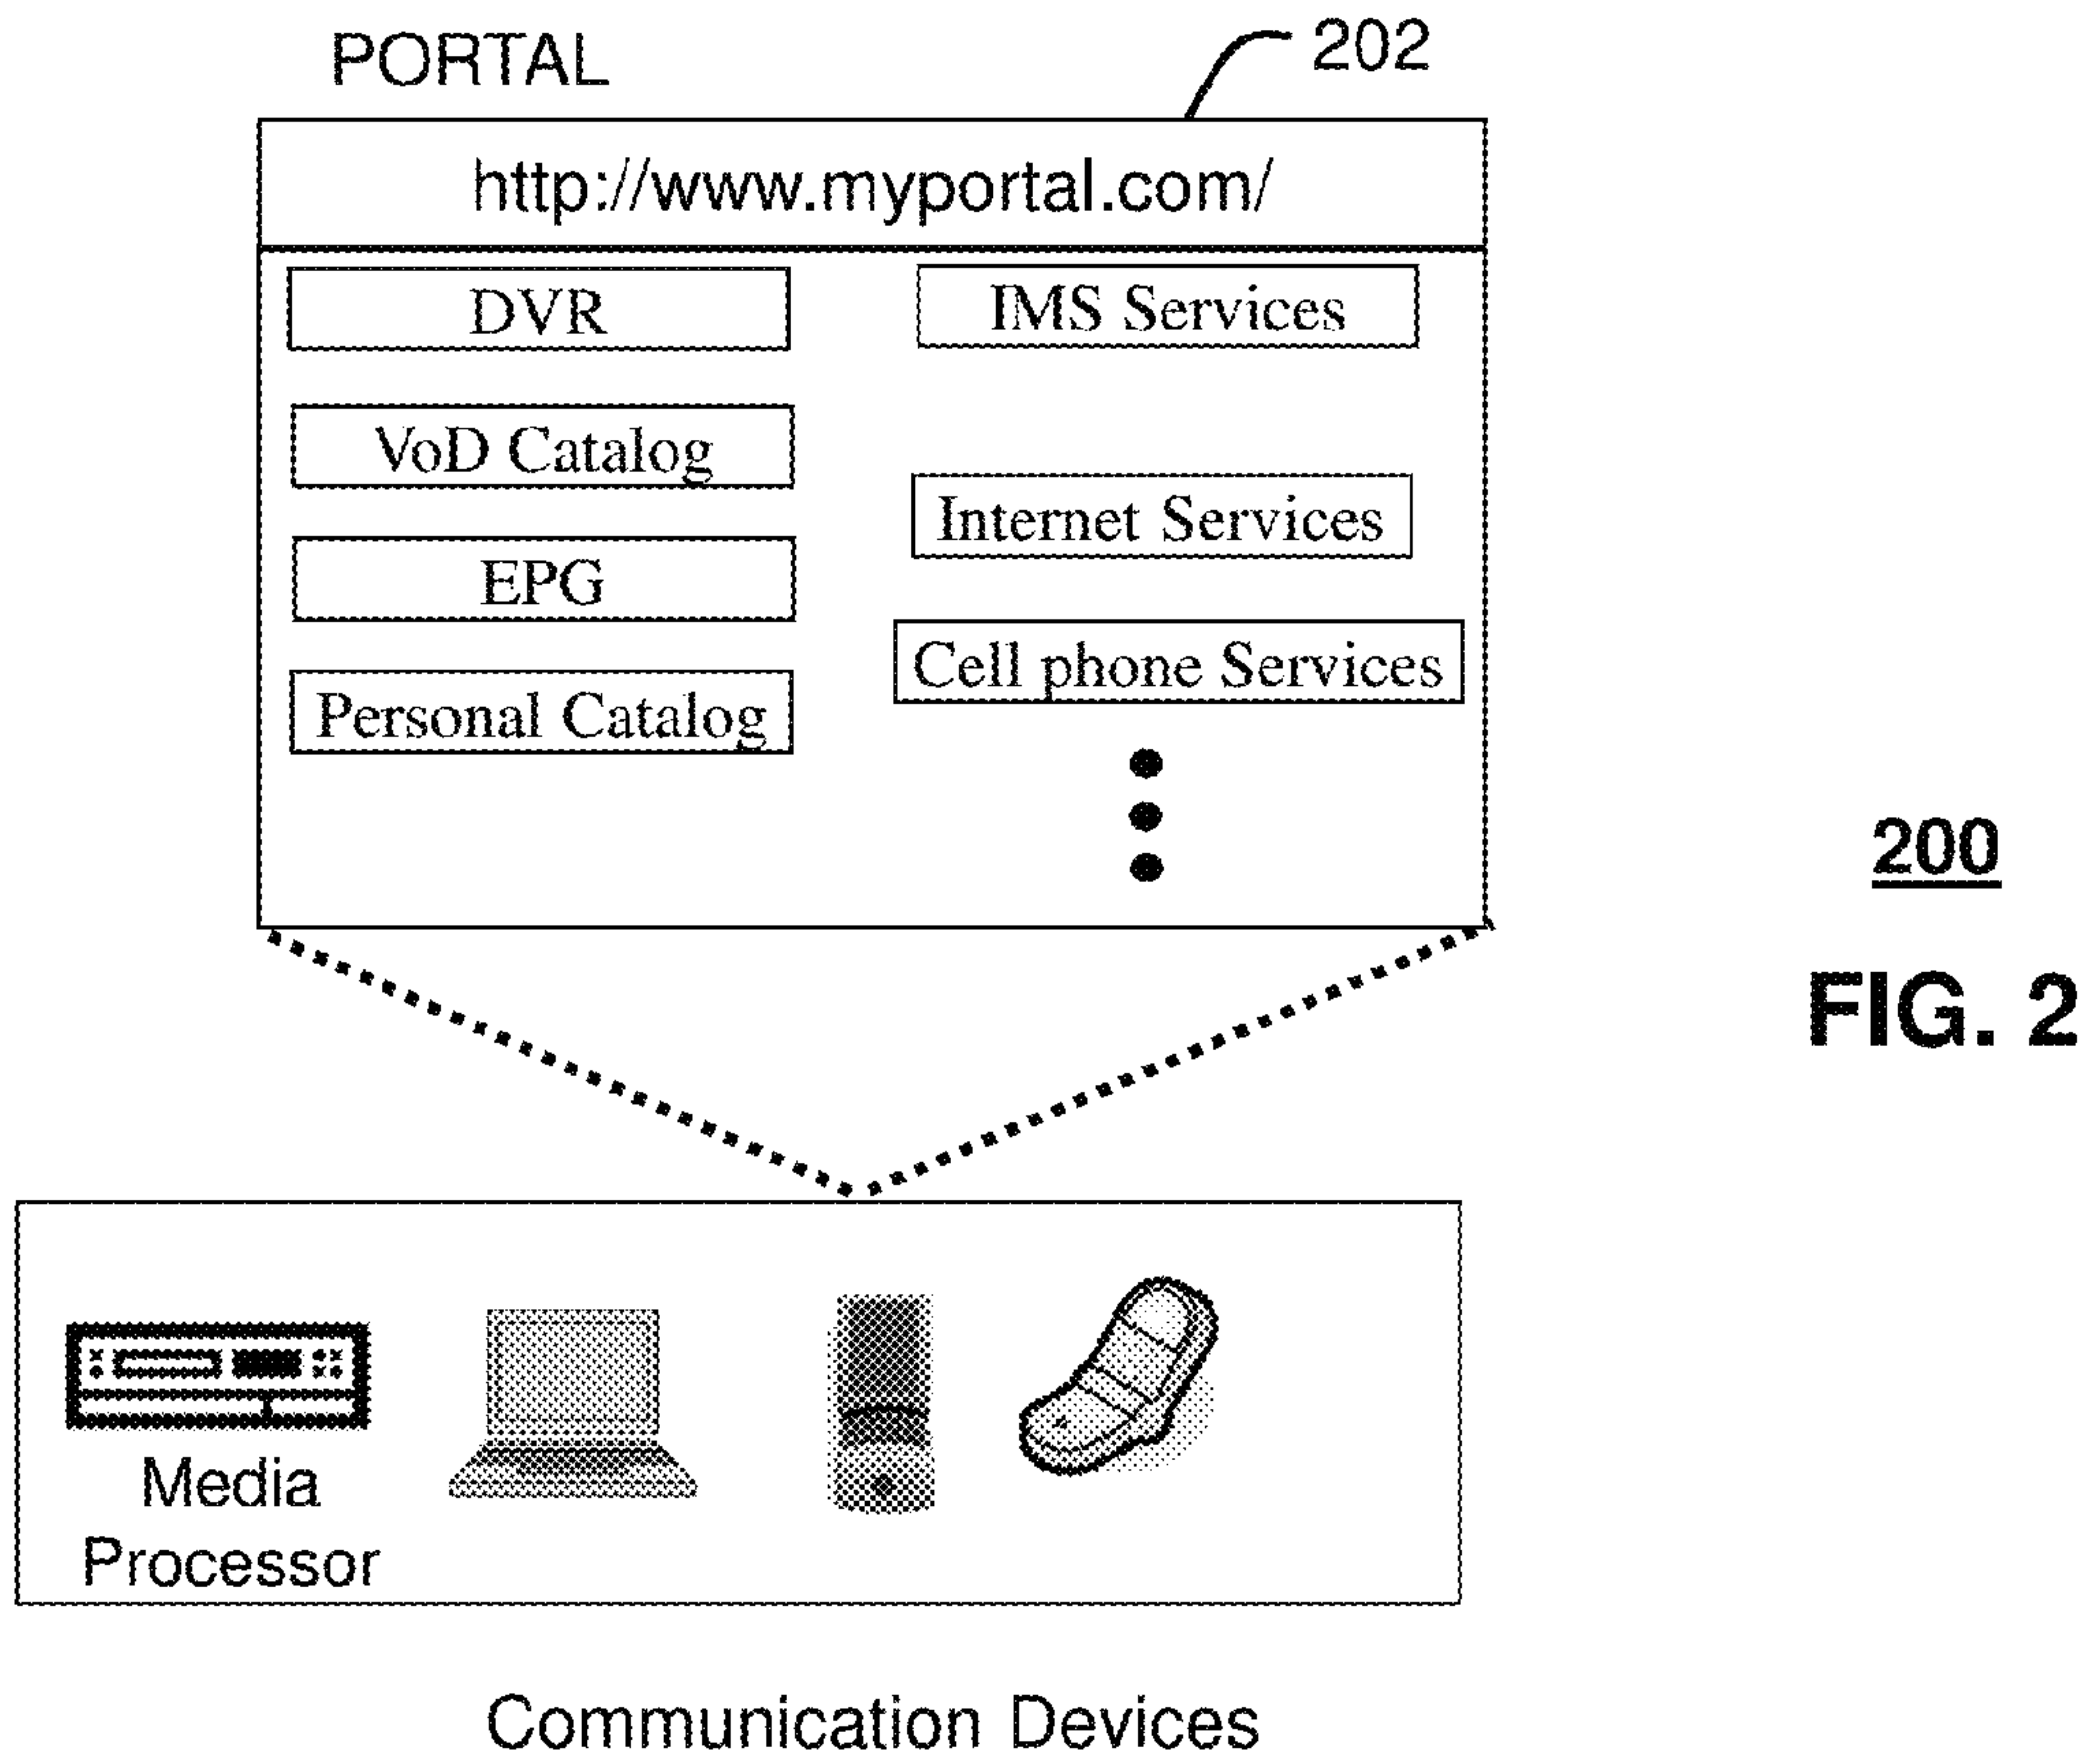 PORTAL
202
http://www.myportal.com/
DVR
VoD Catalog
EPG
Personal Catalog
IMS Services
Internet Services
Cell phone Services
200
FIG. 2
Media
Processor
Communication Devices